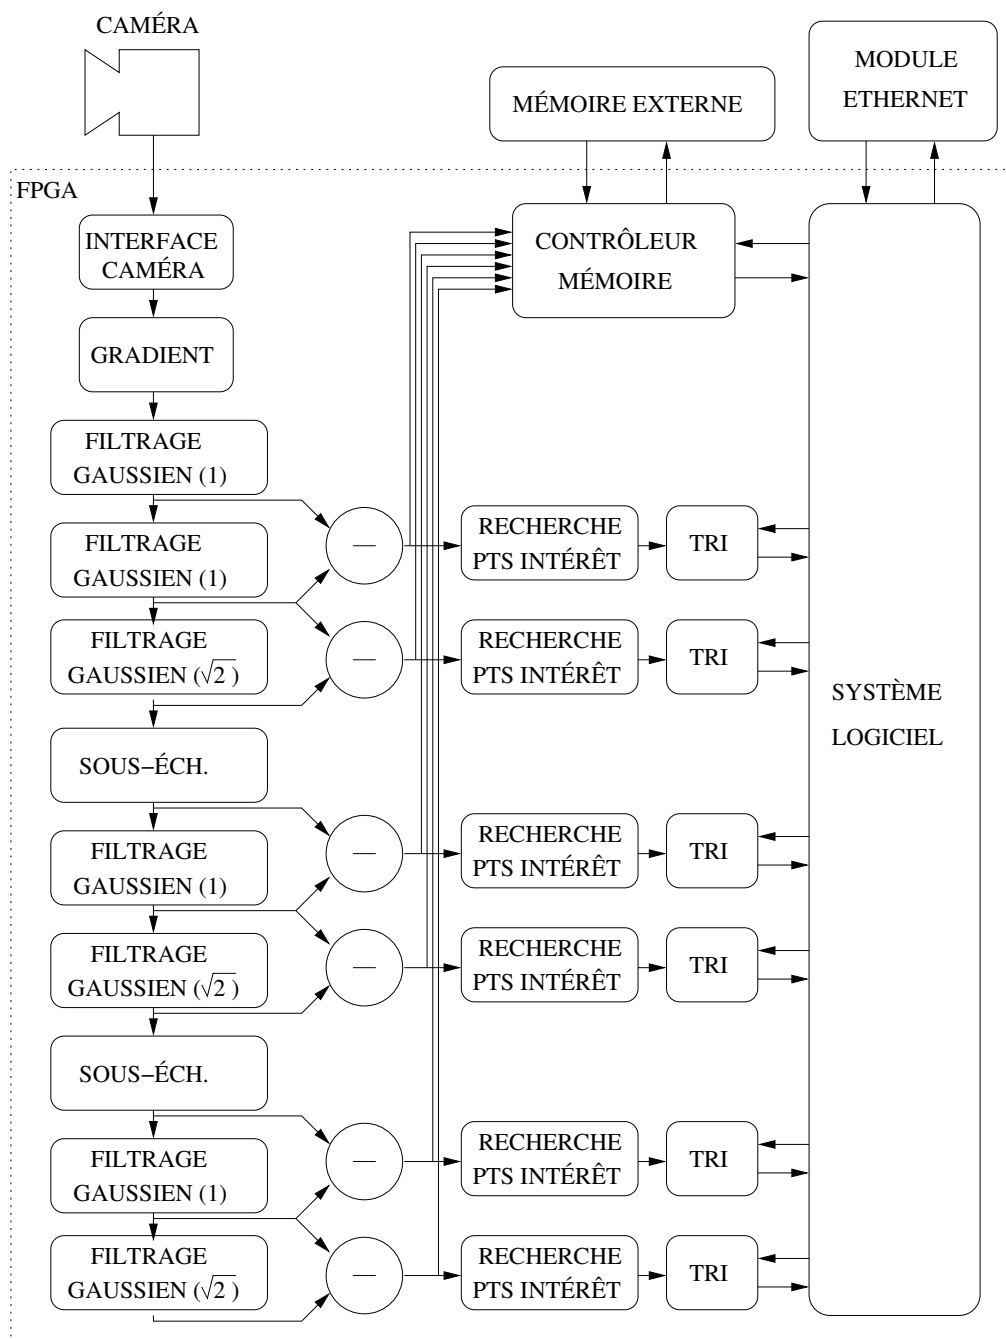 CAMÉRA
MODULE
ETHERNET
MÉMOIRE EXTERNE
FPGA
INTERFACE
CAMÉRA
CONTRÔLEUR
MÉMOIRE
GRADIENT
FILTRAGE
GAUSSIEN (1)
FILTRAGE
GAUSSIEN (1)
—
RECHERCHE
PTS INTÉRÊT
TRI
FILTRAGE
GAUSSIEN (√2 )
—
RECHERCHE
PTS INTÉRÊT
TRI
SYSTÈME
LOGICIEL
SOUS−ÉCH.
FILTRAGE
GAUSSIEN (1)
—
RECHERCHE
PTS INTÉRÊT
TRI
FILTRAGE
GAUSSIEN (√2 )
—
RECHERCHE
PTS INTÉRÊT
TRI
SOUS−ÉCH.
FILTRAGE
GAUSSIEN (1)
—
RECHERCHE
PTS INTÉRÊT
TRI
FILTRAGE
GAUSSIEN (√2 )
—
RECHERCHE
PTS INTÉRÊT
TRI